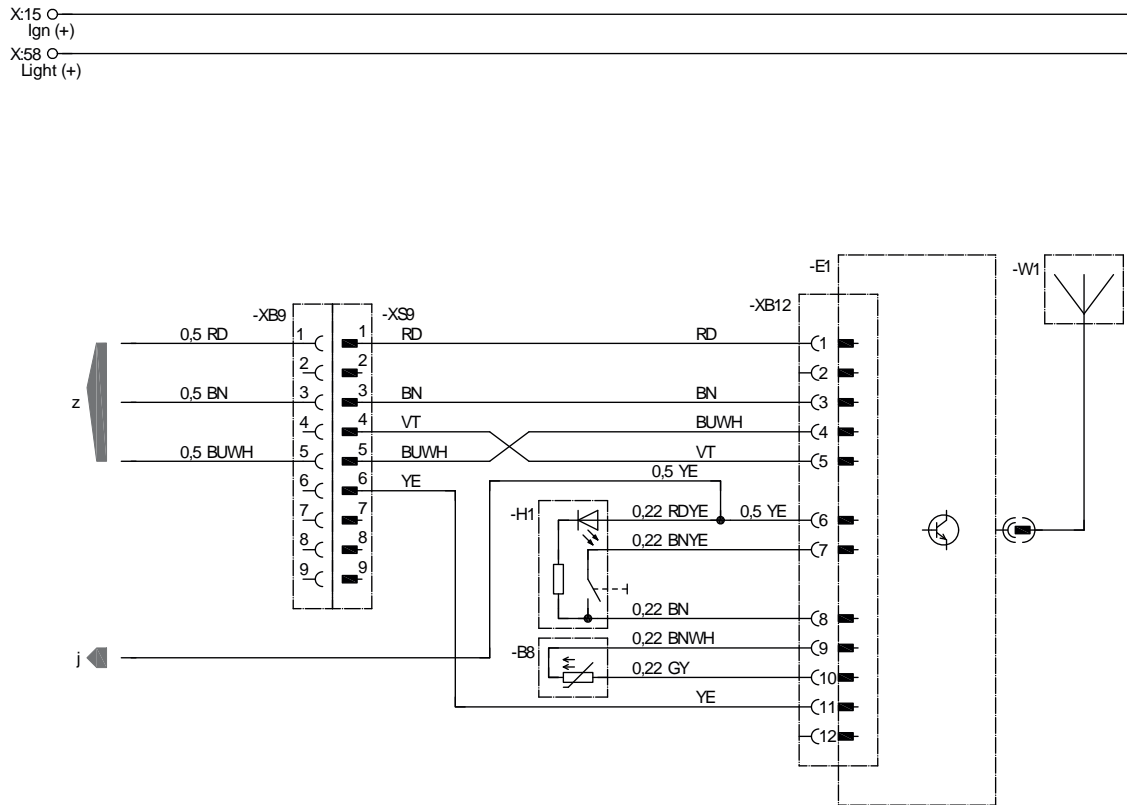 X:15
Ign (+)
X:58
Light (+)
-E1
-W1
-XB9
-XS9
-XB12
0,5 RD
1
1
RD
RD
1
2
2
2
z
0,5 BN
3
3
BN
BN
3
4
4
VT
BUWH
4
0,5 BUWH
5
5
BUWH
VT
5
0,5 YE
6
6
YE
-H1
0,22 RDYE
0,5 YE
6
7
7
0,22 BNYE
7
8
8
9
9
0,22 BN
8
-B8
0,22 BNWH
9
j
0,22 GY
10
YE
11
12